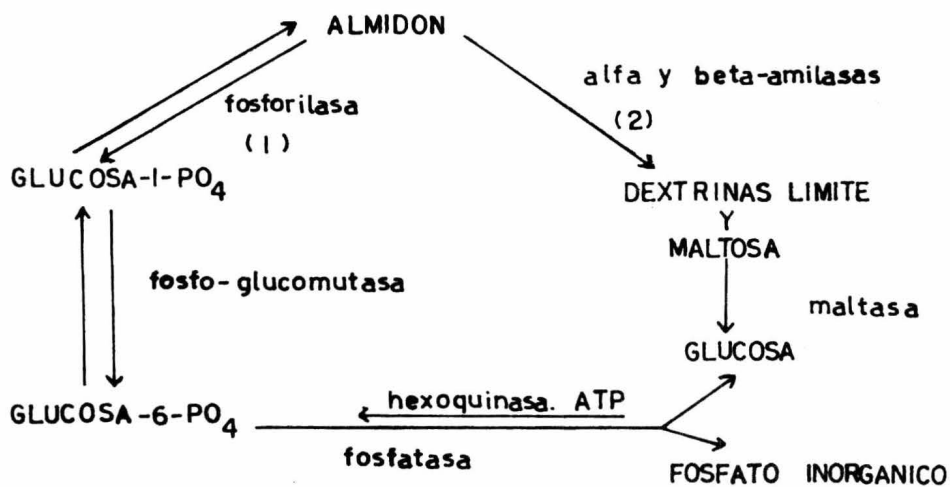 ALMIDON
alfa y beta-amilasas
(2)
fosforilasa
(1)
GLUCOSA-1-PO4
DEXTRINAS LIMITE
Y
MALTOSA
fosfo-glucomutasa
maltasa
GLUCOSA
hexoquinasa. ATP
GLUCOSA-6-PO4
fosfatasa
FOSFATO INORGANICO